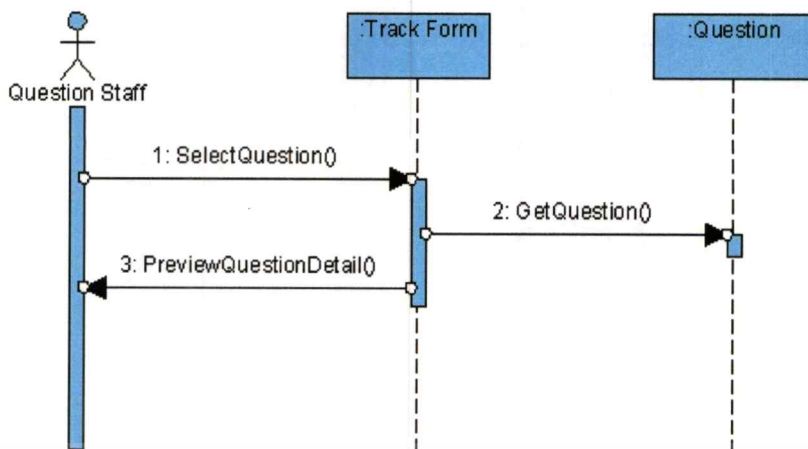 :Track Form
:Question
Question Staff
1: SelectQuestion()
2: GetQuestion()
3: PreviewQuestionDetail()